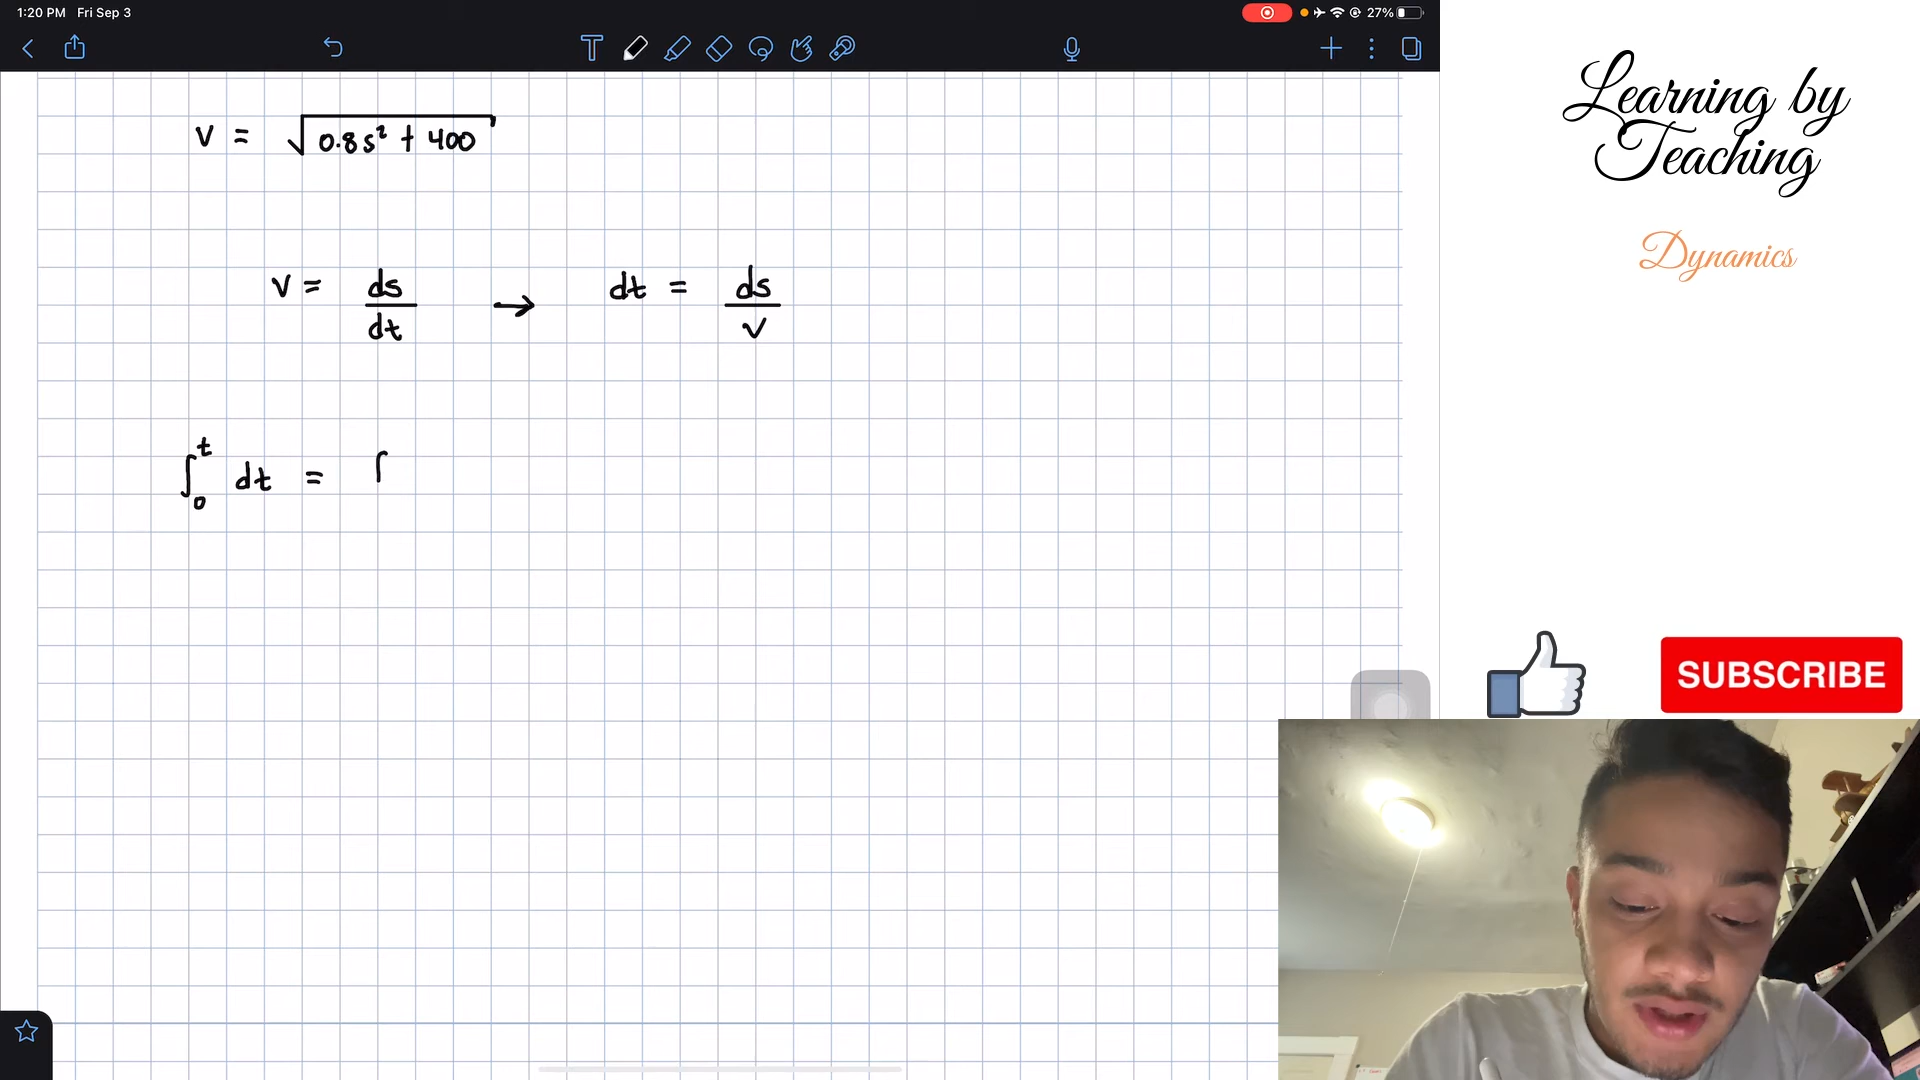 1:20 PM Fri Sep 3
27%
T
v = √(0.8s² + 400)
v = ds/dt → dt = ds/v
∫₀ᵗ dt = ∫
Learning by
Teaching
Dynamics
SUBSCRIBE